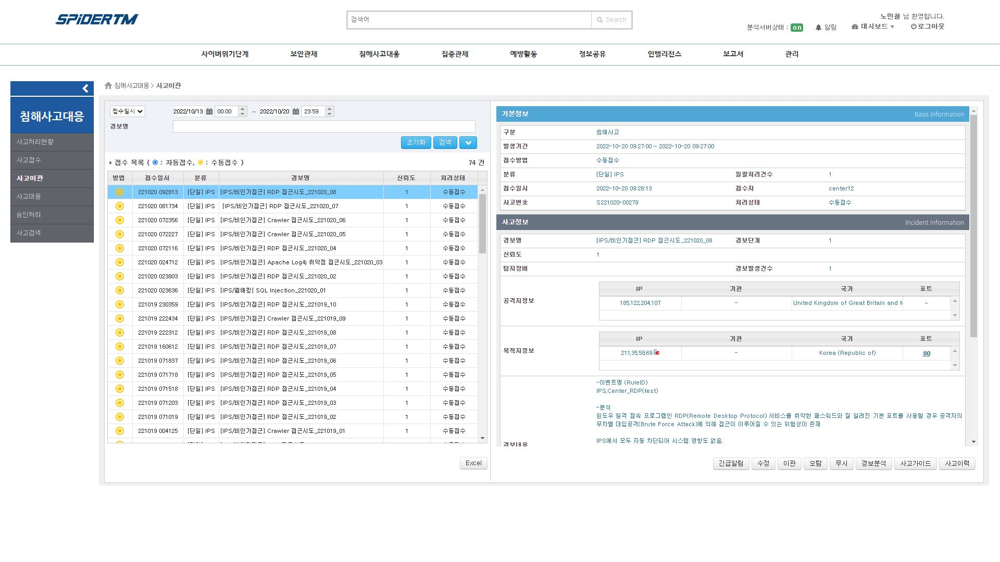 SPiDERTM
검색어
Search
노민철 님 환영합니다.
분석서버상태 : on 알림 대시보드 ▼ 로그아웃
사이버위기단계 보안관제 침해사고대응 집중관제 예방활동 정보공유 인텔리전스 보고서 관리
침해사고대응
사고처리현황
사고접수
사고이관
사고대응
승인처리
사고검색
침해사고대응 > 사고이관
접수일시 2022/10/13 00:00 ~ 2022/10/20 23:59
경보명
초기화 검색
접수 목록 ( : 자동접수, : 수동접수 ) 74 건
방법 접수일시 분류 경보명 신뢰도 처리상태
221020 092813 [단일] IPS [IPS/비인가접근] RDP 접근시도_221020_08 1 수동접수
221020 081734 [단일] IPS [IPS/비인가접근] RDP 접근시도_221020_07 1 수동접수
221020 072356 [단일] IPS [IPS/비인가접근] Crawler 접근시도_221020_06 1 수동접수
221020 072227 [단일] IPS [IPS/비인가접근] Crawler 접근시도_221020_05 1 수동접수
221020 072116 [단일] IPS [IPS/비인가접근] RDP 접근시도_221020_04 1 수동접수
221020 024712 [단일] IPS [IPS/비인가접근] Apache Log4j 취약점 접근시도_221020_03 1 수동접수
221020 023803 [단일] IPS [IPS/비인가접근] RDP 접근시도_221020_02 1 수동접수
221020 023636 [단일] IPS [IPS/웹해킹] SQL Injection_221020_01 1 수동접수
221019 230359 [단일] IPS [IPS/비인가접근] RDP 접근시도_221019_10 1 수동접수
221019 222434 [단일] IPS [IPS/비인가접근] Crawler 접근시도_221019_09 1 수동접수
221019 222312 [단일] IPS [IPS/비인가접근] RDP 접근시도_221019_08 1 수동접수
221019 160612 [단일] IPS [IPS/비인가접근] RDP 접근시도_221019_07 1 수동접수
221019 071837 [단일] IPS [IPS/비인가접근] RDP 접근시도_221019_06 1 수동접수
221019 071718 [단일] IPS [IPS/비인가접근] RDP 접근시도_221019_05 1 수동접수
221019 071518 [단일] IPS [IPS/비인가접근] RDP 접근시도_221019_04 1 수동접수
221019 071203 [단일] IPS [IPS/비인가접근] RDP 접근시도_221019_03 1 수동접수
221019 071019 [단일] IPS [IPS/비인가접근] RDP 접근시도_221019_02 1 수동접수
221019 004125 [단일] IPS [IPS/비인가접근] Crawler 접근시도_221019_01 1 수동접수
Excel
기본정보 Basis Information
구분 침해사고
발생기간 2022-10-20 09:27:00 ~ 2022-10-20 09:27:00
접수방법 수동접수
분류 [단일] IPS 일괄처리건수 1
접수일시 2022-10-20 09:28:13 접수자 center12
사고번호 S221020-00279 처리상태 수동접수
사고정보 Incident Information
경보명 [IPS/비인가접근] RDP 접근시도_221020_08 경보단계 1
신뢰도 1
탐지장비 경보발생건수 1
공격지정보
IP 기관 국가 포트
185.122.204.107 - United Kingdom of Great Britain and N -
목적지정보
IP 기관 국가 포트
211.35.58.69 - Korea (Republic of) 80
경보내용
-이벤트명 (RuleID)
IPS,Center_RDP(test)
-분석
윈도우 원격 접속 프로그램인 RDP(Remote Desktop Protocol) 서비스를 취약한 패스워드와 잘 알려진 기본 포트를 사용할 경우 공격자의
무차별 대입공격(Brute Force Attack)에 의해 접근이 이루어질 수 있는 위험성이 존재
IPS에서 모두 자동 차단되어 시스템 영향도 없음.
긴급알림 수정 이관 오탐 무시 경보분석 사고가이드 사고이력